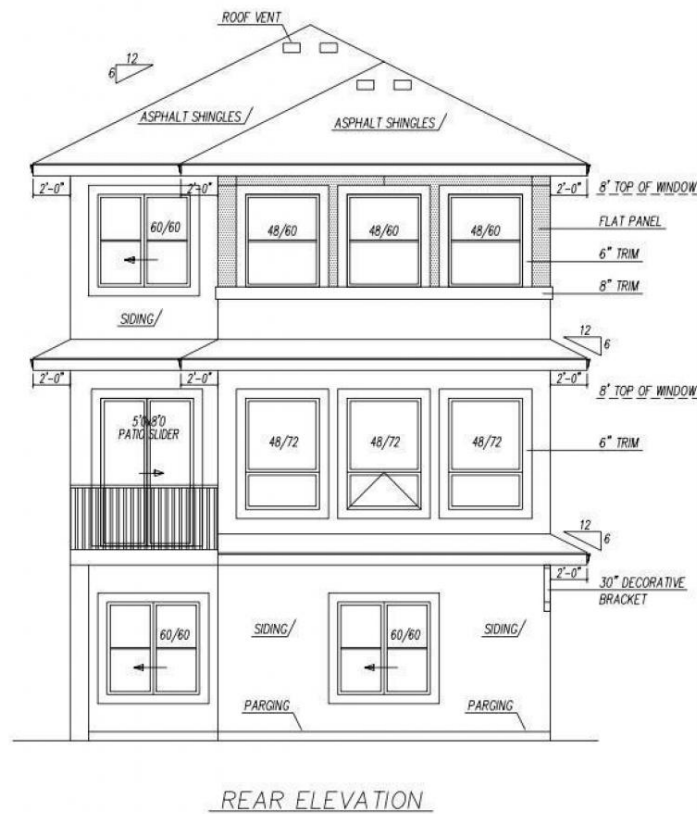 ROOF VENT
12
6
ASPHALT SHINGLES
ASPHALT SHINGLES
2'-0"
2'-0"
2'-0"
8' TOP OF WINDOW
60/60
48/60
48/60
48/60
FLAT PANEL
6" TRIM
8" TRIM
SIDING
12
6
2'-0"
2'-0"
2'-0"
8' TOP OF WINDOW
5'0x8'0
PATIO SLIDER
48/72
48/72
48/72
6" TRIM
12
6
2'-0"
30" DECORATIVE
BRACKET
60/60
SIDING
60/60
SIDING
PARGING
PARGING
REAR ELEVATION